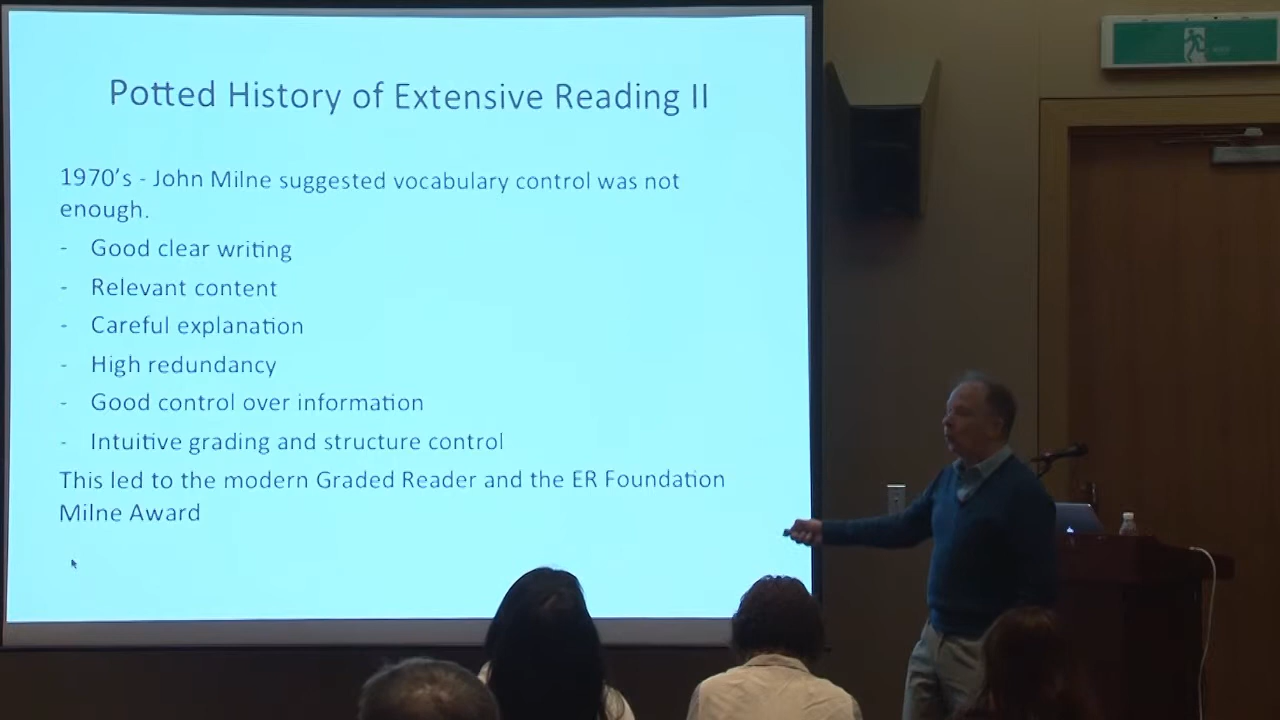 Potted History of Extensive Reading II
1970's - John Milne suggested vocabulary control was not
enough.
- Good clear writing
- Relevant content
- Careful explanation
- High redundancy
- Good control over information
- Intuitive grading and structure control
This led to the modern Graded Reader and the ER Foundation
Milne Award